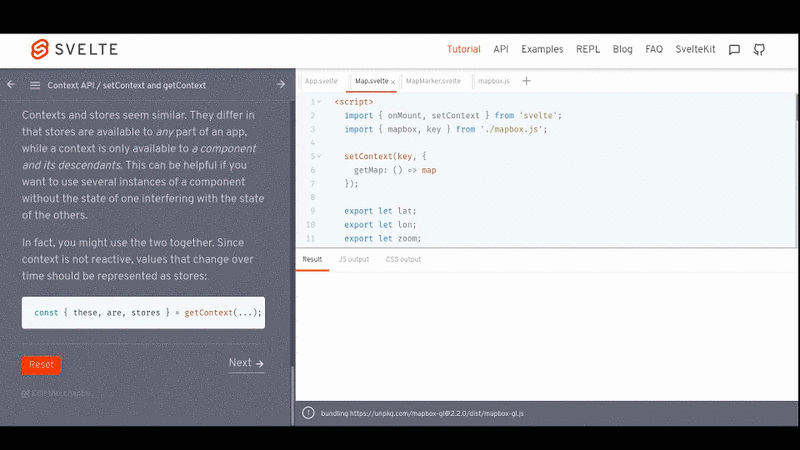 SVELTE
Tutorial API Examples REPL Blog FAQ SvelteKit
Context API / setContext and getContext
Contexts and stores seem similar. They differ in
that stores are available to any part of an app,
while a context is only available to a component
and its descendants. This can be helpful if you
want to use several instances of a component
without the state of one interfering with the state
of the others.
In fact, you might use the two together. Since
context is not reactive, values that change over
time should be represented as stores:
const { these, are, stores } = getContext(...);
Reset
Next
App.svelte Map.svelte × MapMarker.svelte mapbox.js +
1 <script>
2 import { onMount, setContext } from 'svelte';
3 import { mapbox, key } from './mapbox.js';
4
5 setContext(key, {
6 getMap: () => map
7 });
8
9 export let lat;
10 export let lon;
11 export let zoom;
Result JS output CSS output
bundling https://unpkg.com/mapbox-gl@2.2.0/dist/mapbox-gl.js